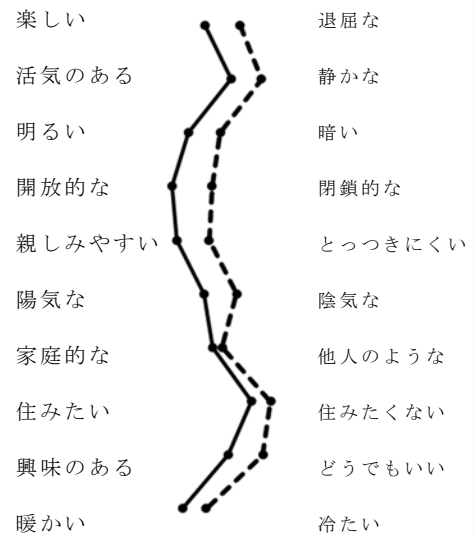 楽しい 退屈な
活気のある 静かな
明るい 暗い
開放的な 閉鎖的な
親しみやすい とっつきにくい
陽気な 陰気な
家庭的な 他人のような
住みたい 住みたくない
興味のある どうでもいい
暖かい 冷たい